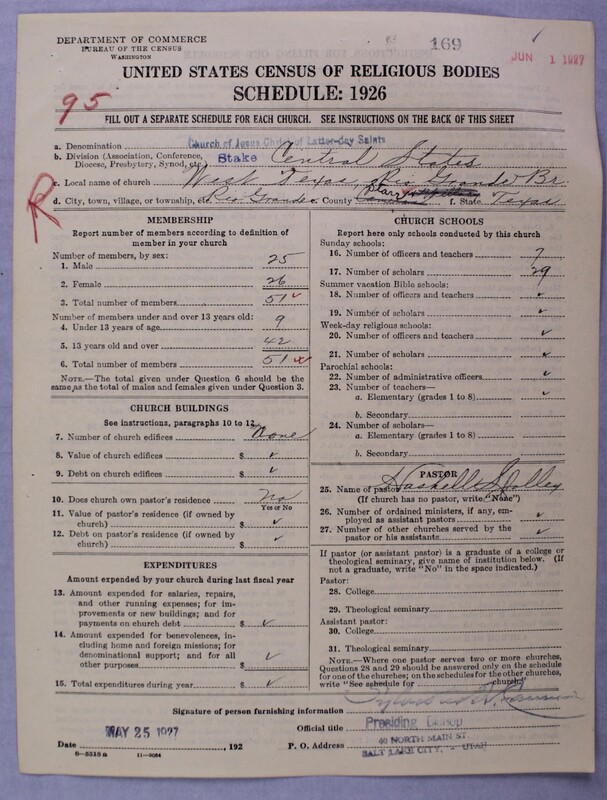 DEPARTMENT OF COMMERCE
BUREAU OF THE CENSUS
WASHINGTON
169
JUN 1 1927
UNITED STATES CENSUS OF RELIGIOUS BODIES
SCHEDULE: 1926
95
FILL OUT A SEPARATE SCHEDULE FOR EACH CHURCH. SEE INSTRUCTIONS ON THE BACK OF THIS SHEET
a. Denomination Church of Jesus Christ of Latter-day Saints
b. Division (Association, Conference, Diocese, Presbytery, Synod, etc.) Stake Central States
c. Local name of church West Texas, Rio Grande Br.
R
d. City, town, village, or township, etc. Rio Grande County Starr f. State Texas
MEMBERSHIP
Report number of members according to definition of
member in your church
Number of members, by sex:
1. Male 25
2. Female 26
3. Total number of members 51
Number of members under and over 13 years old:
4. Under 13 years of age 9
5. 13 years old and over 42
6. Total number of members 51
NOTE.—The total given under Question 6 should be the
same as the total of males and females given under Question 3.
CHURCH BUILDINGS
See instructions, paragraphs 10 to 12
7. Number of church edifices None
8. Value of church edifices $ ✓
9. Debt on church edifices $ ✓
10. Does church own pastor's residence No
Yes or No
11. Value of pastor's residence (if owned by
church) $ ✓
12. Debt on pastor's residence (if owned by
church) $ ✓
EXPENDITURES
Amount expended by your church during last fiscal year
13. Amount expended for salaries, repairs,
and other running expenses; for im-
provements or new buildings; and for
payments on church debt $ ✓
14. Amount expended for benevolences, in-
cluding home and foreign missions; for
denominational support; and for all
other purposes $ ✓
15. Total expenditures during year $ ✓
CHURCH SCHOOLS
Report here only schools conducted by this church
Sunday schools:
16. Number of officers and teachers 7
17. Number of scholars 29
Summer vacation Bible schools:
18. Number of officers and teachers ✓
19. Number of scholars ✓
Week-day religious schools:
20. Number of officers and teachers ✓
21. Number of scholars ✓
Parochial schools:
22. Number of administrative officers ✓
23. Number of teachers—
a. Elementary (grades 1 to 8) ✓
b. Secondary
24. Number of scholars—
a. Elementary (grades 1 to 8)
b. Secondary
PASTOR
25. Name of pastor Haskell S. Jolley
(If church has no pastor, write "None")
26. Number of ordained ministers, if any, em-
ployed as assistant pastors ✓
27. Number of other churches served by the
pastor or his assistants ✓
If pastor (or assistant pastor) is a graduate of a college or
theological seminary, give name of institution below. (If
not a graduate, write "No" in the space indicated.)
Pastor:
28. College
29. Theological seminary
Assistant pastor:
30. College
31. Theological seminary
NOTE.—Where one pastor serves two or more churches,
Questions 28 and 29 should be answered only on the schedule
for one of the churches; on the schedules for the other churches,
write "See schedule for church;"
Signature of person furnishing information
Official title Presiding Bishop
Date MAY 25 1927, 192 P. O. Address 40 NORTH MAIN ST.
SALT LAKE CITY, - UTAH
8—5318a 11—9084